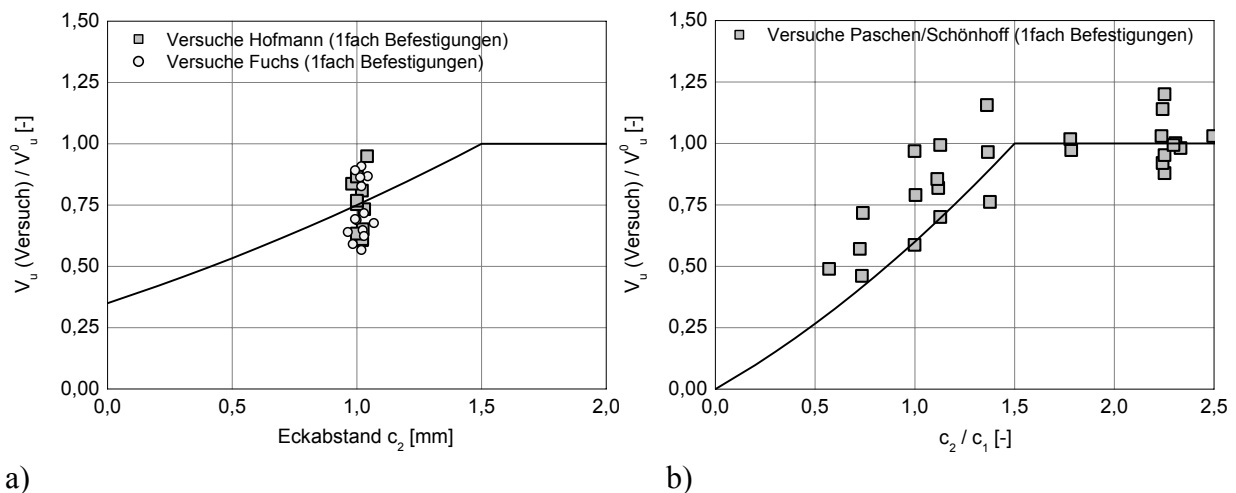 1,50
1,25
1,00
0,75
0,50
0,25
0,00
V_u (Versuch) / V^0_u [-]
Versuche Hofmann (1fach Befestigungen)
Versuche Fuchs (1fach Befestigungen)
0,0 0,5 1,0 1,5 2,0
Eckabstand c_2 [mm]
a)
1,50
1,25
1,00
0,75
0,50
0,25
0,00
V_u (Versuch) / V^0_u [-]
Versuche Paschen/Schönhoff (1fach Befestigungen)
0,0 0,5 1,0 1,5 2,0 2,5
c_2 / c_1 [-]
b)